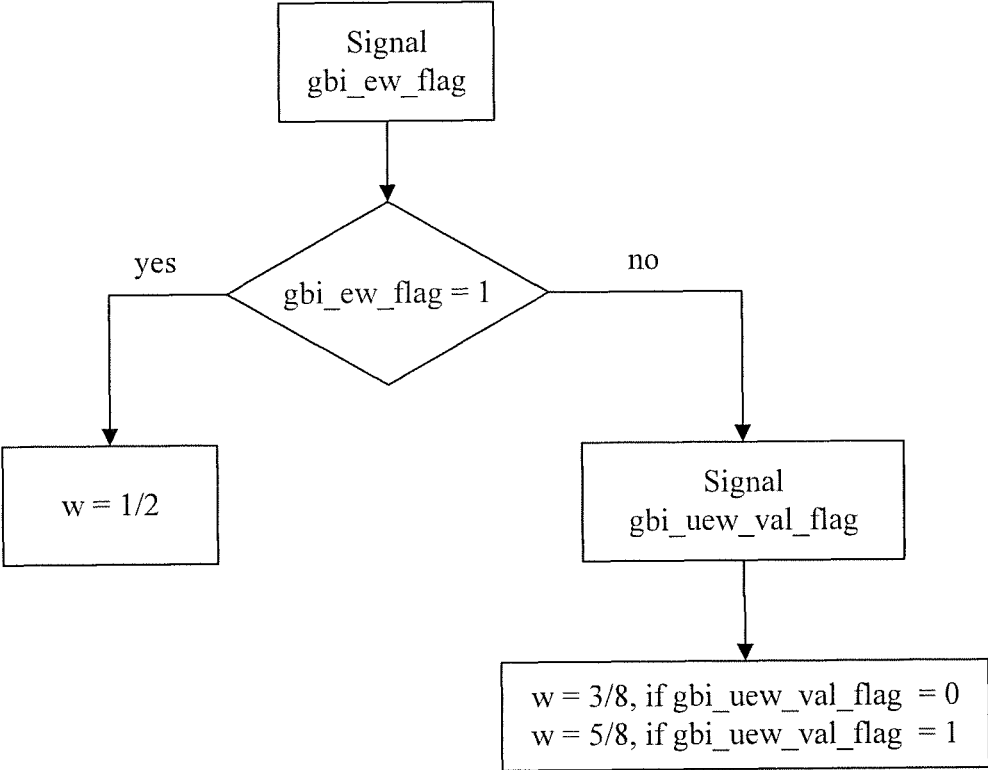 Signal
gbi_ew_flag
yes
no
gbi_ew_flag = 1
w = 1/2
Signal
gbi_uew_val_flag
w = 3/8, if gbi_uew_val_flag = 0
w = 5/8, if gbi_uew_val_flag = 1